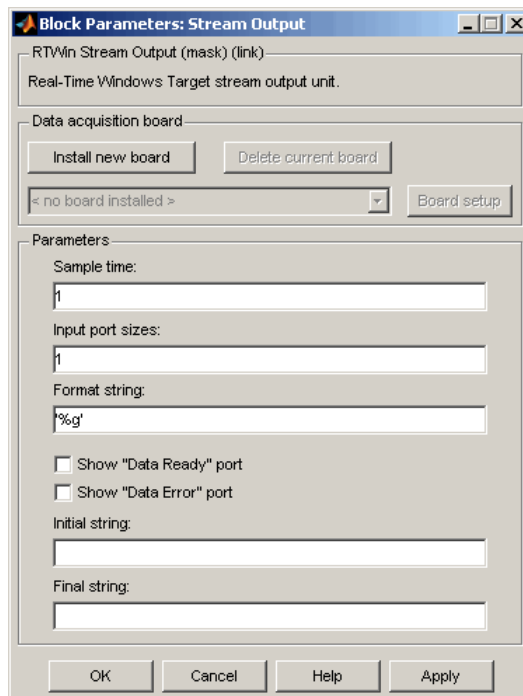 Block Parameters: Stream Output
RTWin Stream Output (mask) (link)
Real-Time Windows Target stream output unit.
Data acquisition board
Install new board
Delete current board
< no board installed >
Board setup
Parameters
Sample time:
1
Input port sizes:
1
Format string:
'%g'
Show "Data Ready" port
Show "Data Error" port
Initial string:
Final string:
OK
Cancel
Help
Apply